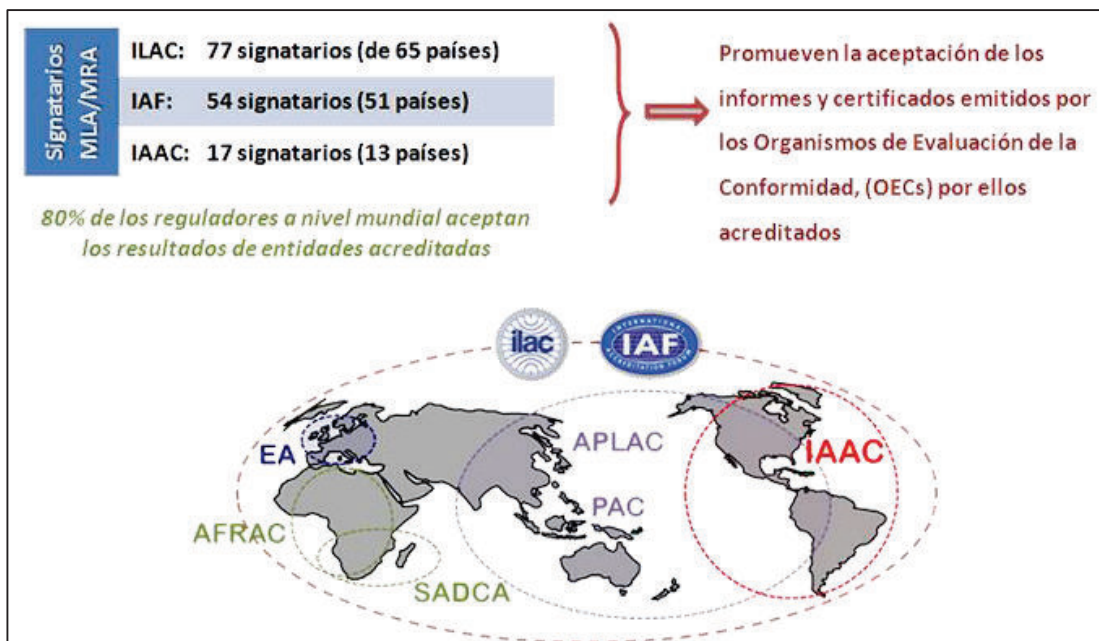 Signatarios
MLA/MRA
ILAC: 77 signatarios (de 65 países)
IAF: 54 signatarios (51 países)
IAAC: 17 signatarios (13 países)
80% de los reguladores a nivel mundial aceptan
los resultados de entidades acreditadas
Promueven la aceptación de los
informes y certificados emitidos por
los Organismos de Evaluación de la
Conformidad, (OECs) por ellos
acreditados
ilac
INTERNATIONAL
IAF
ACCREDITATION FORUM
EA
APLAC
IAAC
PAC
AFRAC
SADCA